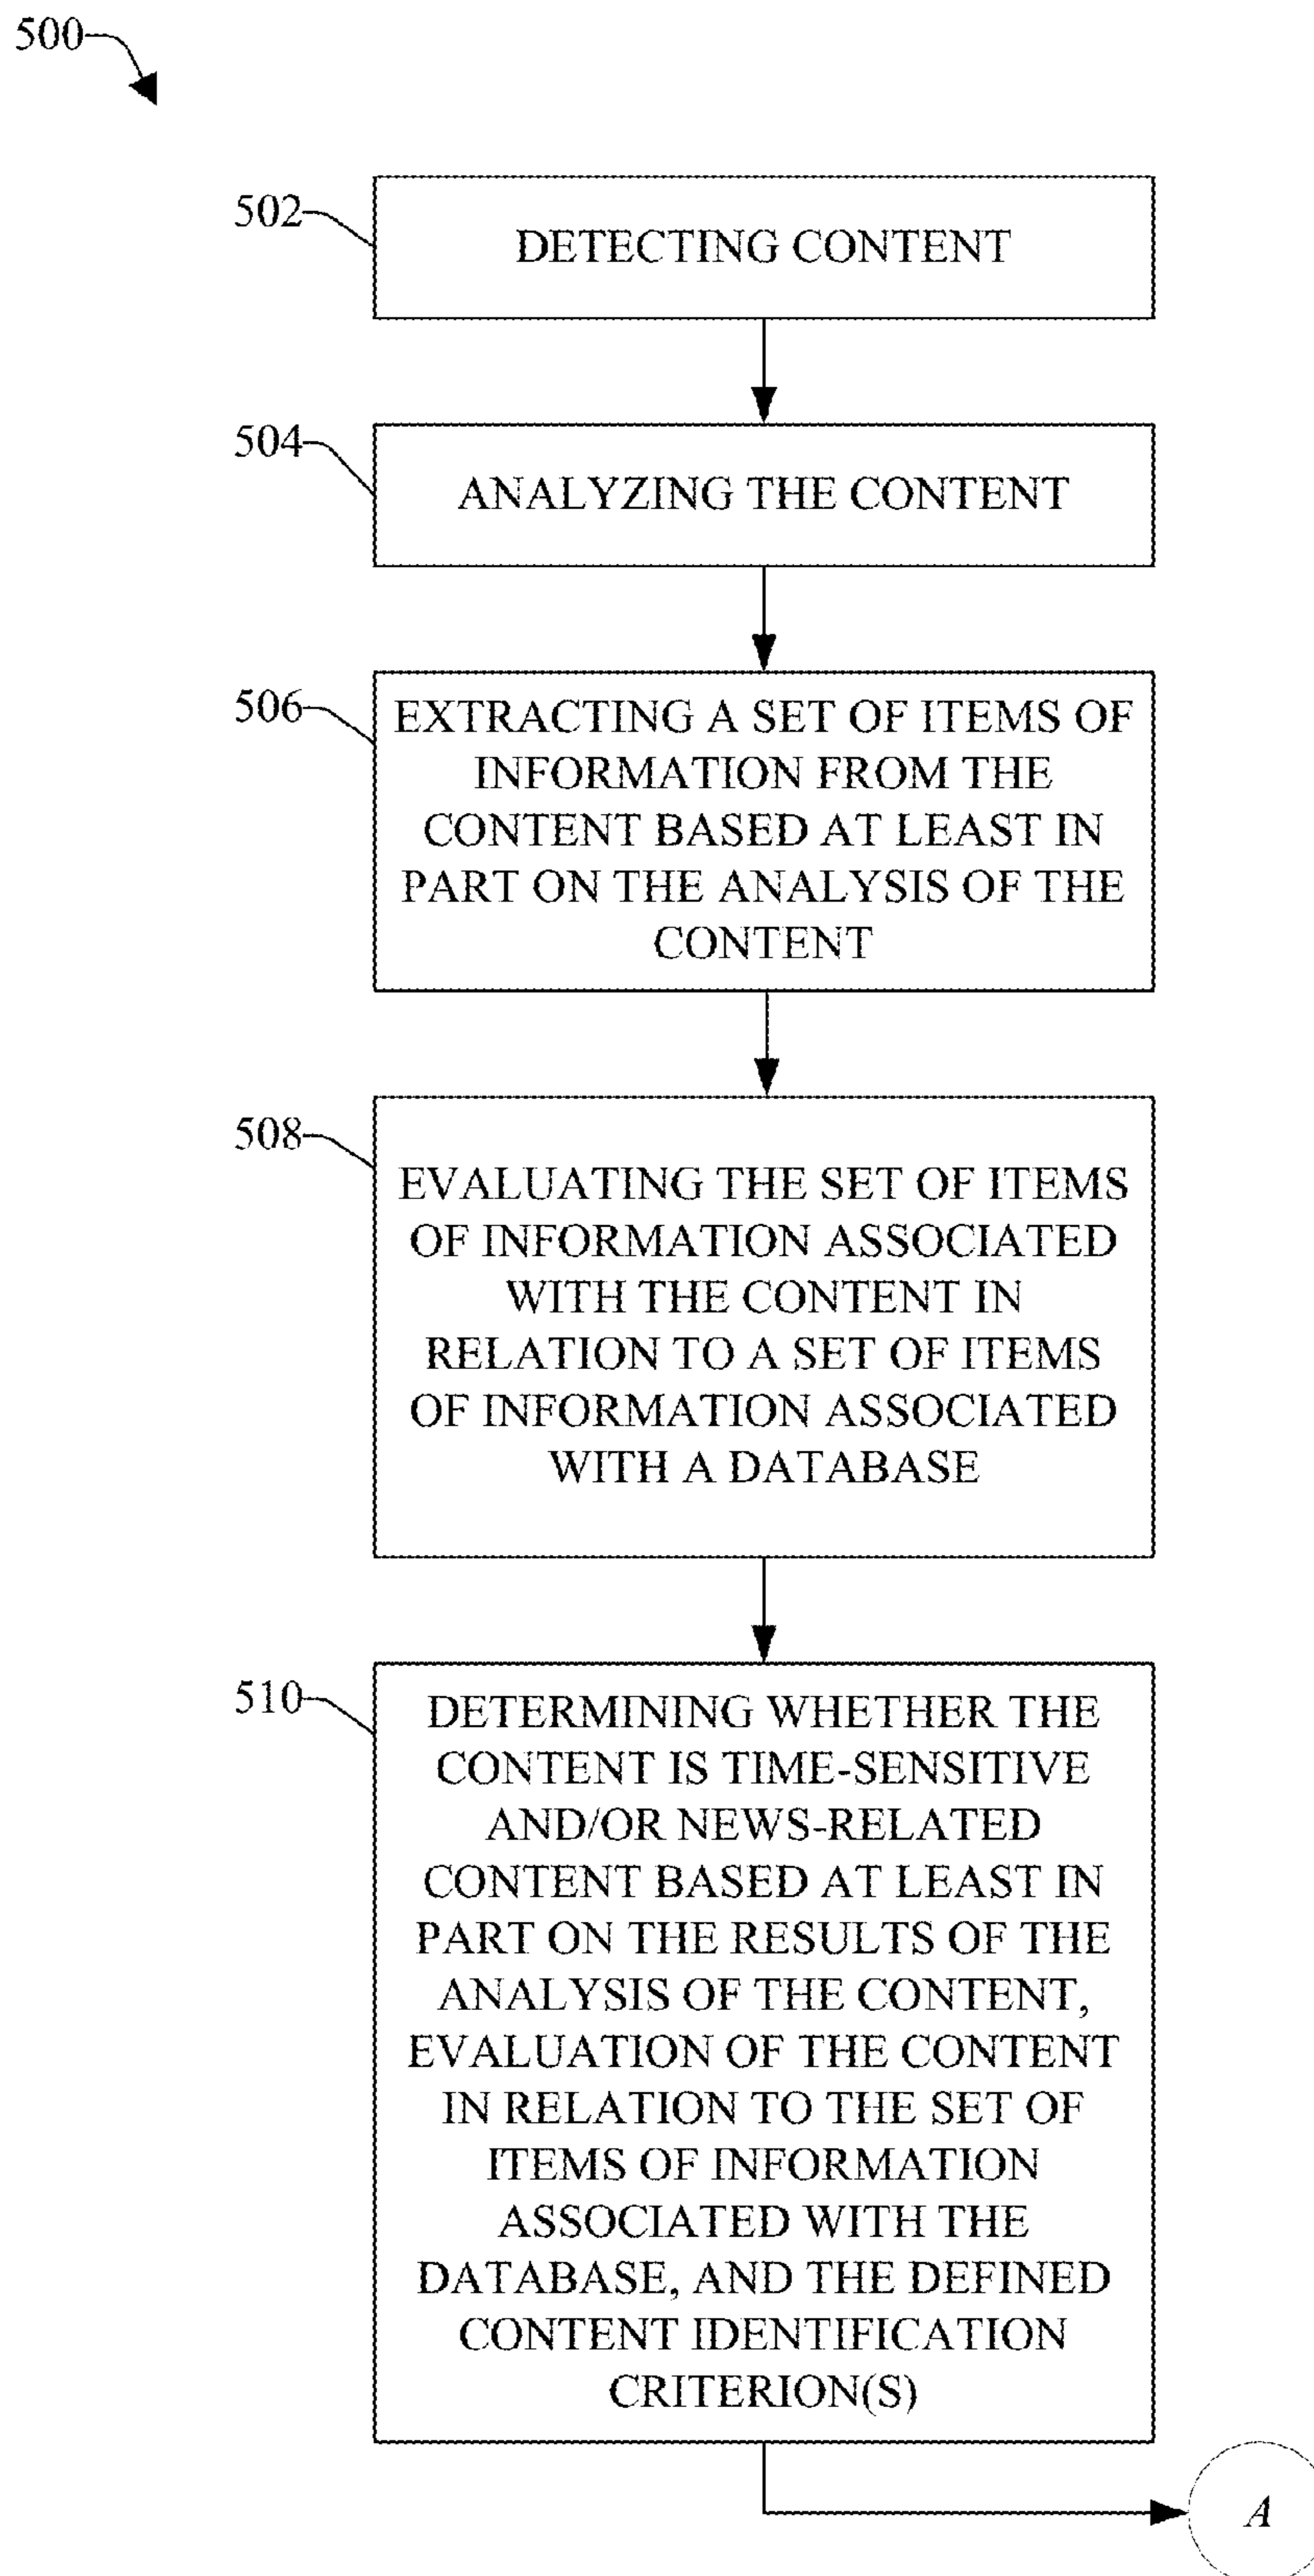 500
502
DETECTING CONTENT
504
ANALYZING THE CONTENT
506
EXTRACTING A SET OF ITEMS OF
INFORMATION FROM THE
CONTENT BASED AT LEAST IN
PART ON THE ANALYSIS OF THE
CONTENT
508
EVALUATING THE SET OF ITEMS
OF INFORMATION ASSOCIATED
WITH THE CONTENT IN
RELATION TO A SET OF ITEMS
OF INFORMATION ASSOCIATED
WITH A DATABASE
510
DETERMINING WHETHER THE
CONTENT IS TIME-SENSITIVE
AND/OR NEWS-RELATED
CONTENT BASED AT LEAST IN
PART ON THE RESULTS OF THE
ANALYSIS OF THE CONTENT,
EVALUATION OF THE CONTENT
IN RELATION TO THE SET OF
ITEMS OF INFORMATION
ASSOCIATED WITH THE
DATABASE, AND THE DEFINED
CONTENT IDENTIFICATION
CRITERION(S)
A